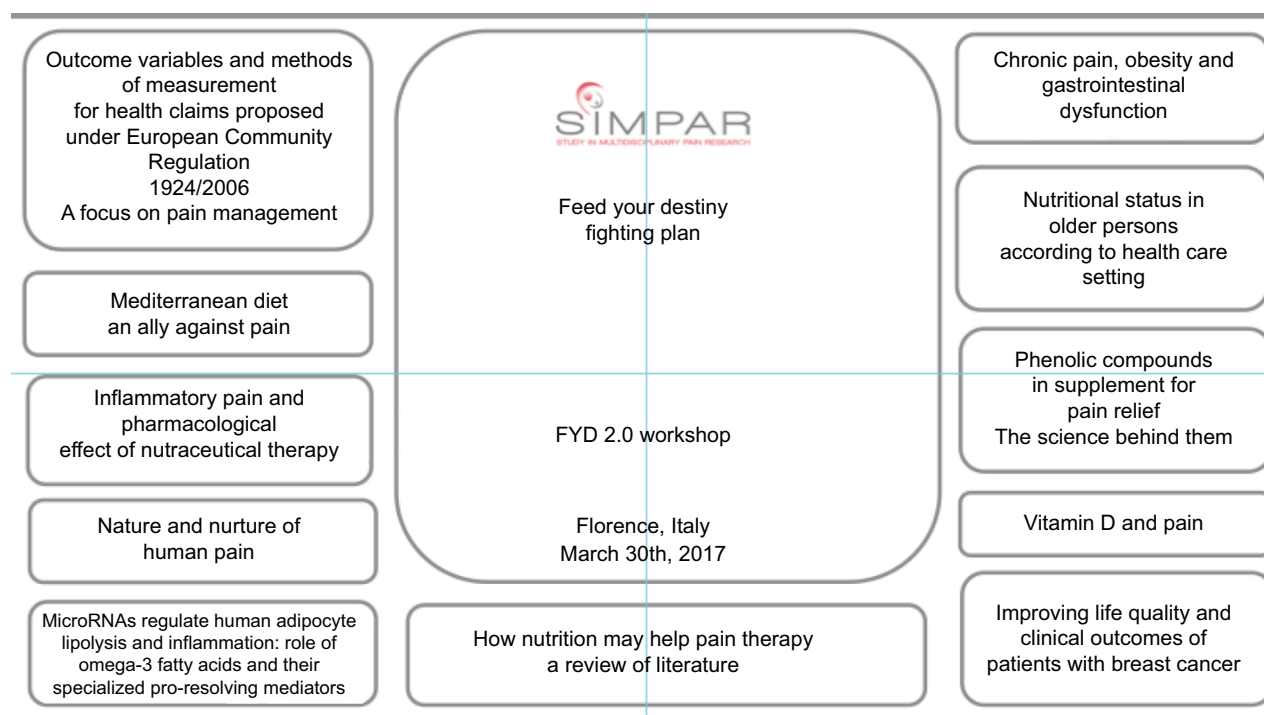 Outcome variables and methods
of measurement
for health claims proposed
under European Community
Regulation
1924/2006
A focus on pain management
Mediterranean diet
an ally against pain
Inflammatory pain and
pharmacological
effect of nutraceutical therapy
Nature and nurture of
human pain
MicroRNAs regulate human adipocyte
lipolysis and inflammation: role of
omega-3 fatty acids and their
specialized pro-resolving mediators
SIMPAR
STUDY IN MULTIDISCIPLINARY PAIN RESEARCH
Feed your destiny
fighting plan
FYD 2.0 workshop
Florence, Italy
March 30th, 2017
How nutrition may help pain therapy
a review of literature
Chronic pain, obesity and
gastrointestinal
dysfunction
Nutritional status in
older persons
according to health care
setting
Phenolic compounds
in supplement for
pain relief
The science behind them
Vitamin D and pain
Improving life quality and
clinical outcomes of
patients with breast cancer